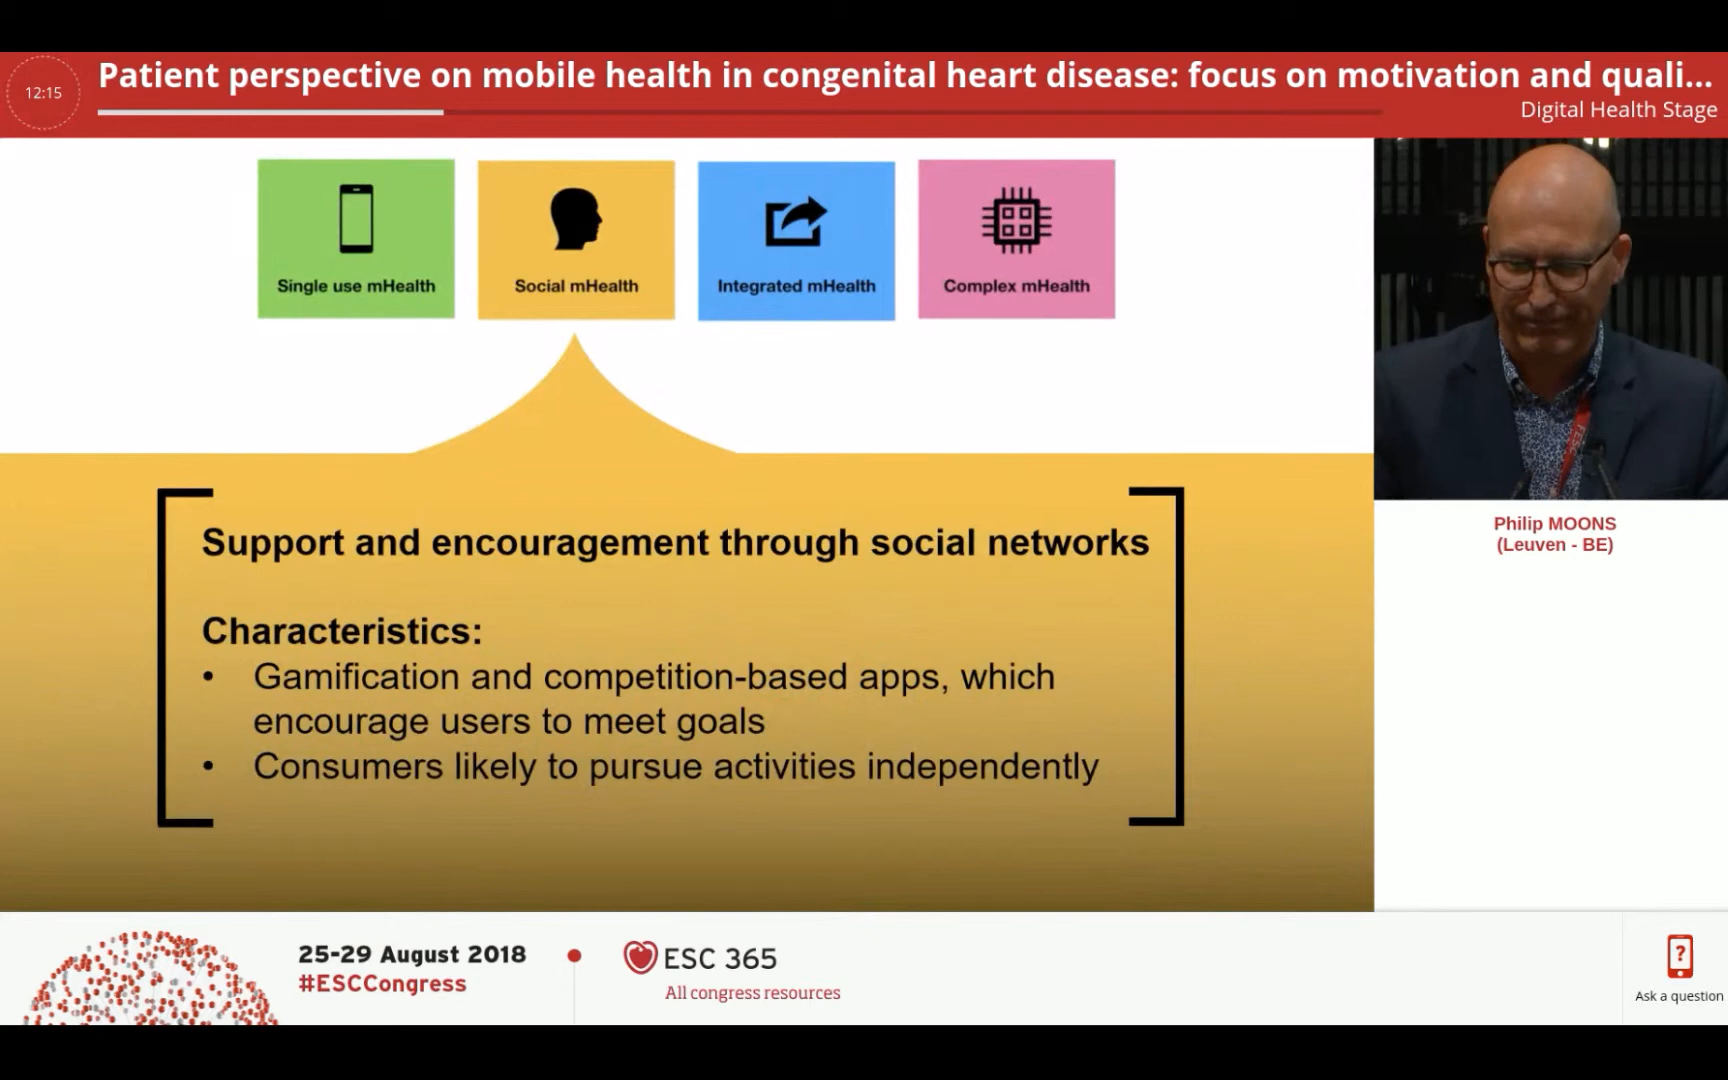 12:15
Patient perspective on mobile health in congenital heart disease: focus on motivation and quali...
Digital Health Stage
Single use mHealth
Social mHealth
Integrated mHealth
Complex mHealth
Support and encouragement through social networks
Characteristics:
• Gamification and competition-based apps, which
encourage users to meet goals
• Consumers likely to pursue activities independently
FESC
Philip MOONS
(Leuven - BE)
25-29 August 2018
#ESCCongress
ESC 365
All congress resources
?
Ask a question